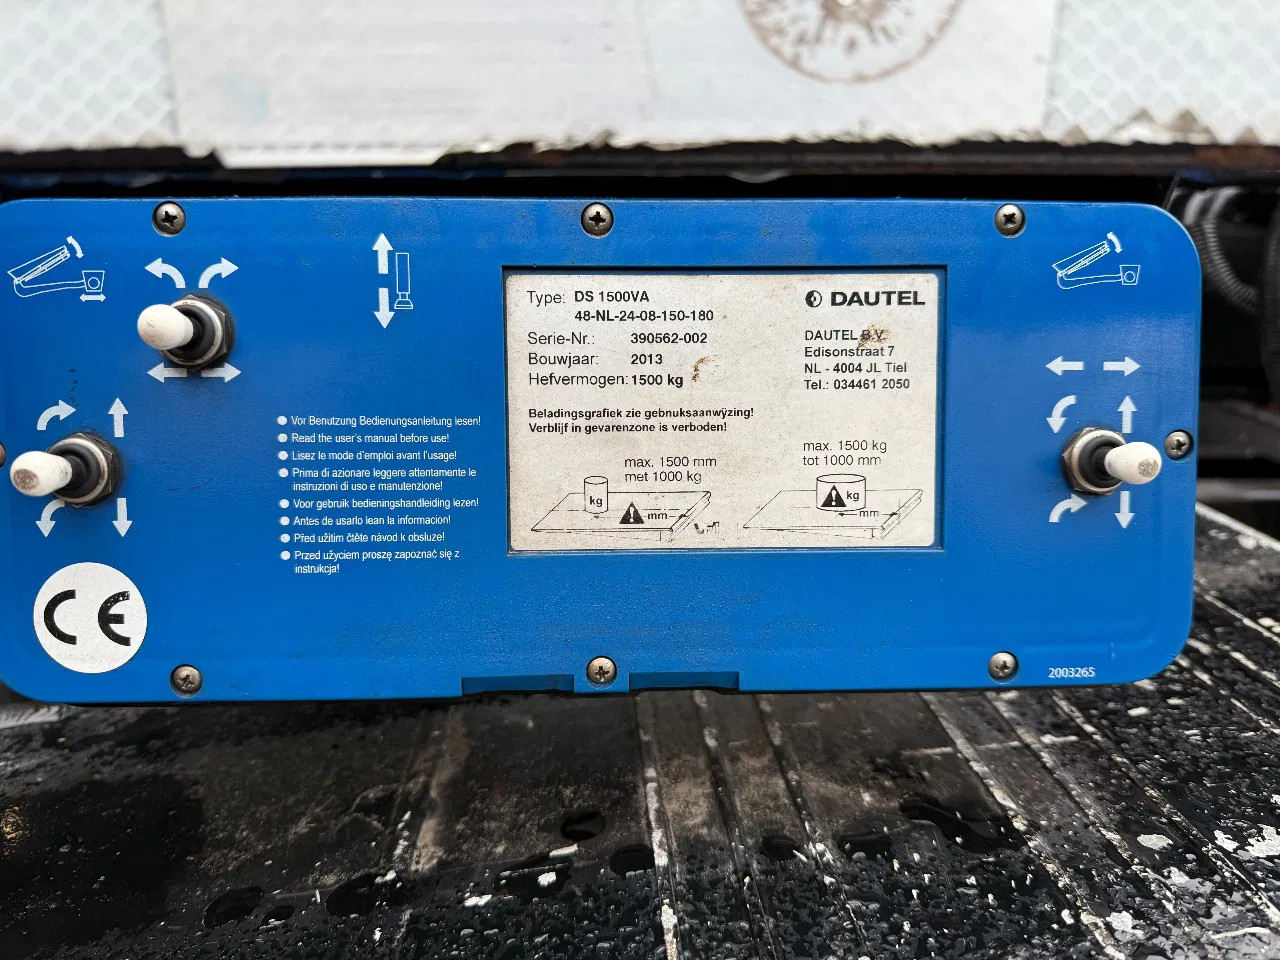 Vor Benutzung Bedienungsanleitung lesen!
Read the user's manual before use!
Lisez le mode d'emploi avant l'usage!
Prima di azionare leggere attentamente le
instruzioni di uso e manutenzione!
Voor gebruik bedieningshandleiding lezen!
Antes de usarlo lean la informacion!
Před užitím čtěte návod k obsluze!
Przed użyciem proszę zapoznać się z
instrukcja!
CE
Type: DS 1500VA
48-NL-24-08-150-180
Serie-Nr.: 390562-002
Bouwjaar: 2013
Hefvermogen: 1500 kg
DAUTEL
DAUTEL B.V.
Edisonstraat 7
NL - 4004 JL Tiel
Tel.: 034461 2050
Beladingsgrafiek zie gebnuksaanwÿzing!
Verblijf in gevarenzone is verboden!
max. 1500 mm
met 1000 kg
kg
mm
max. 1500 kg
tot 1000 mm
kg
mm
2003265